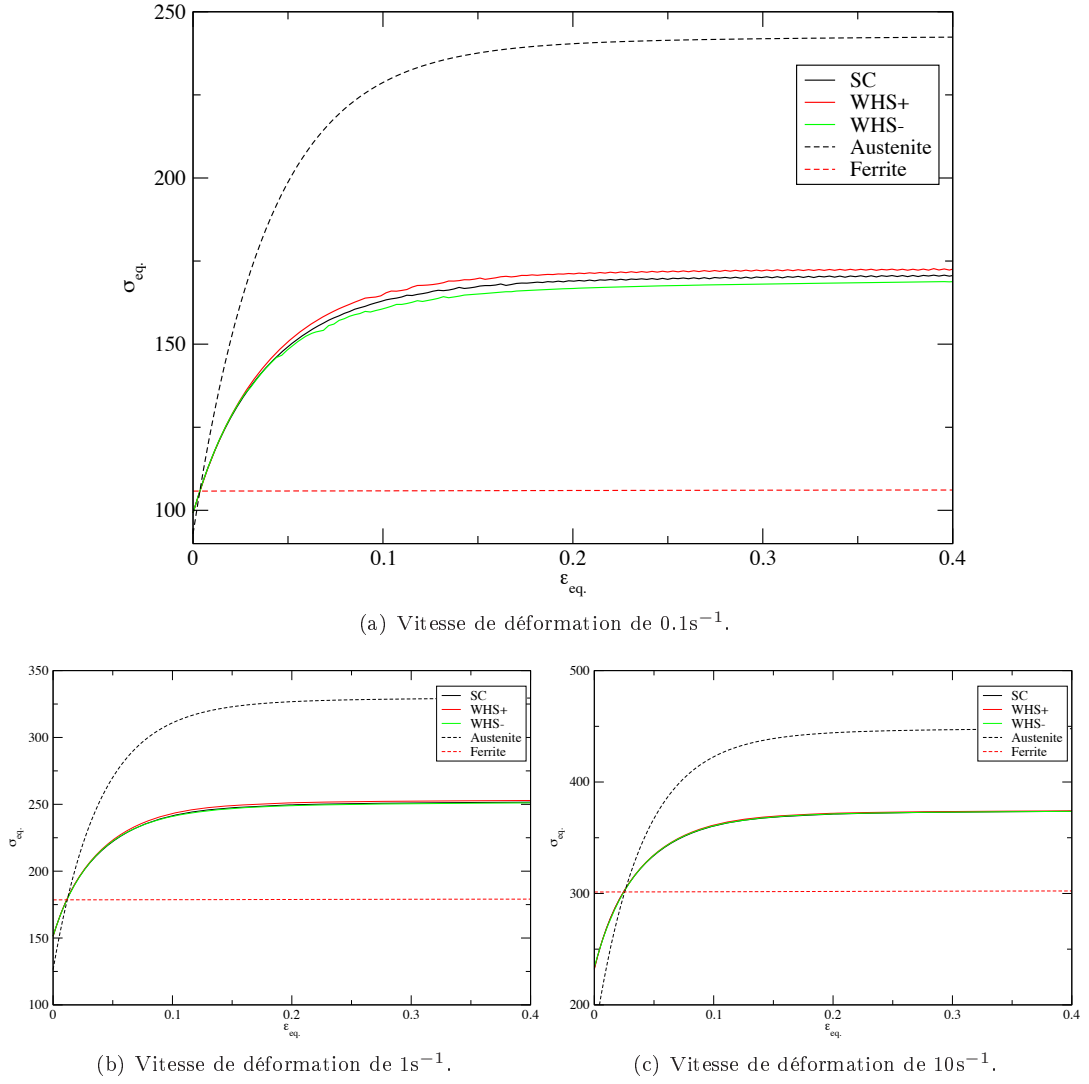 250
200
150
100
σeq.
0
0.1
0.2
0.3
0.4
εeq.
SC
WHS+
WHS-
Austenite
Ferrite
(a) Vitesse de déformation de 0.1s⁻¹.
350
300
250
200
150
100
σeq.
0
0.1
0.2
0.3
0.4
εeq.
SC
WHS+
WHS-
Austenite
Ferrite
(b) Vitesse de déformation de 1s⁻¹.
500
400
300
200
σeq.
0
0.1
0.2
0.3
0.4
εeq.
SC
WHS+
WHS-
Austenite
Ferrite
(c) Vitesse de déformation de 10s⁻¹.